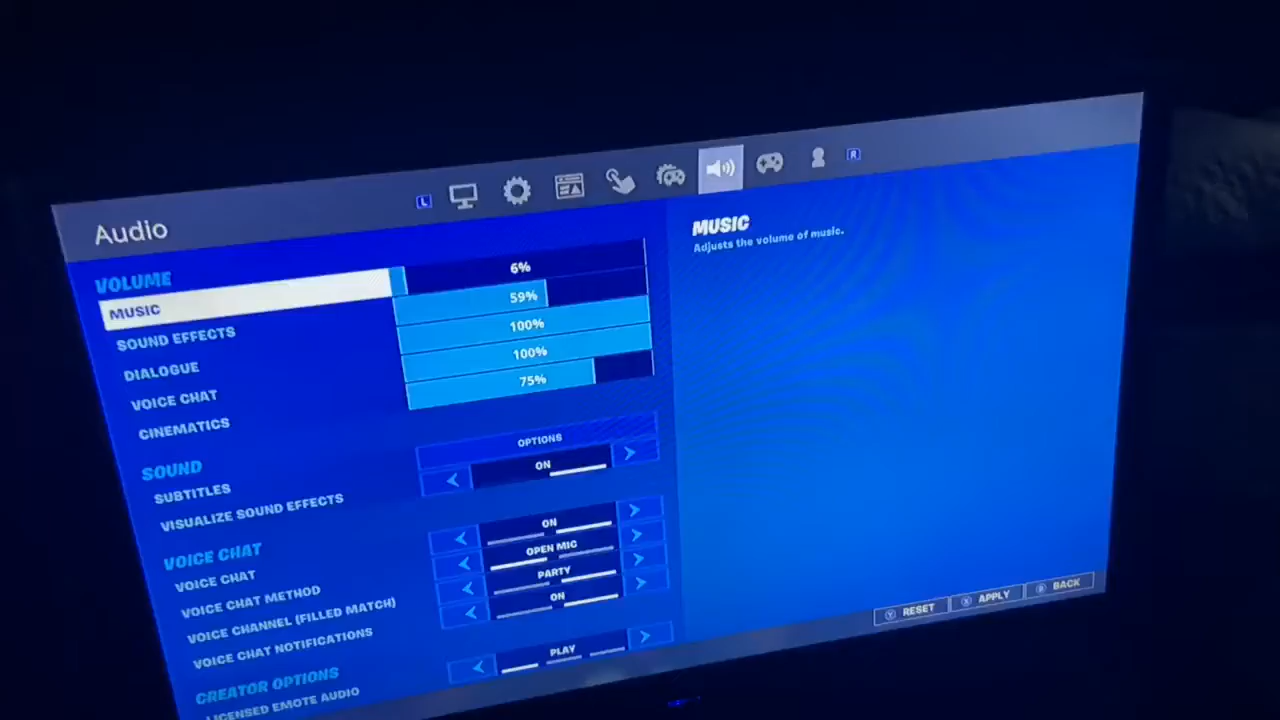 L
R
Audio
VOLUME
MUSIC 6%
SOUND EFFECTS 59%
DIALOGUE 100%
VOICE CHAT 100%
CINEMATICS 75%
SOUND
SUBTITLES OPTIONS
VISUALIZE SOUND EFFECTS ON
VOICE CHAT
VOICE CHAT ON
VOICE CHAT METHOD OPEN MIC
VOICE CHANNEL (FILLED MATCH) PARTY
VOICE CHAT NOTIFICATIONS ON
CREATOR OPTIONS
LICENSED EMOTE AUDIO PLAY
MUSIC
Adjusts the volume of music.
Y RESET X APPLY B BACK